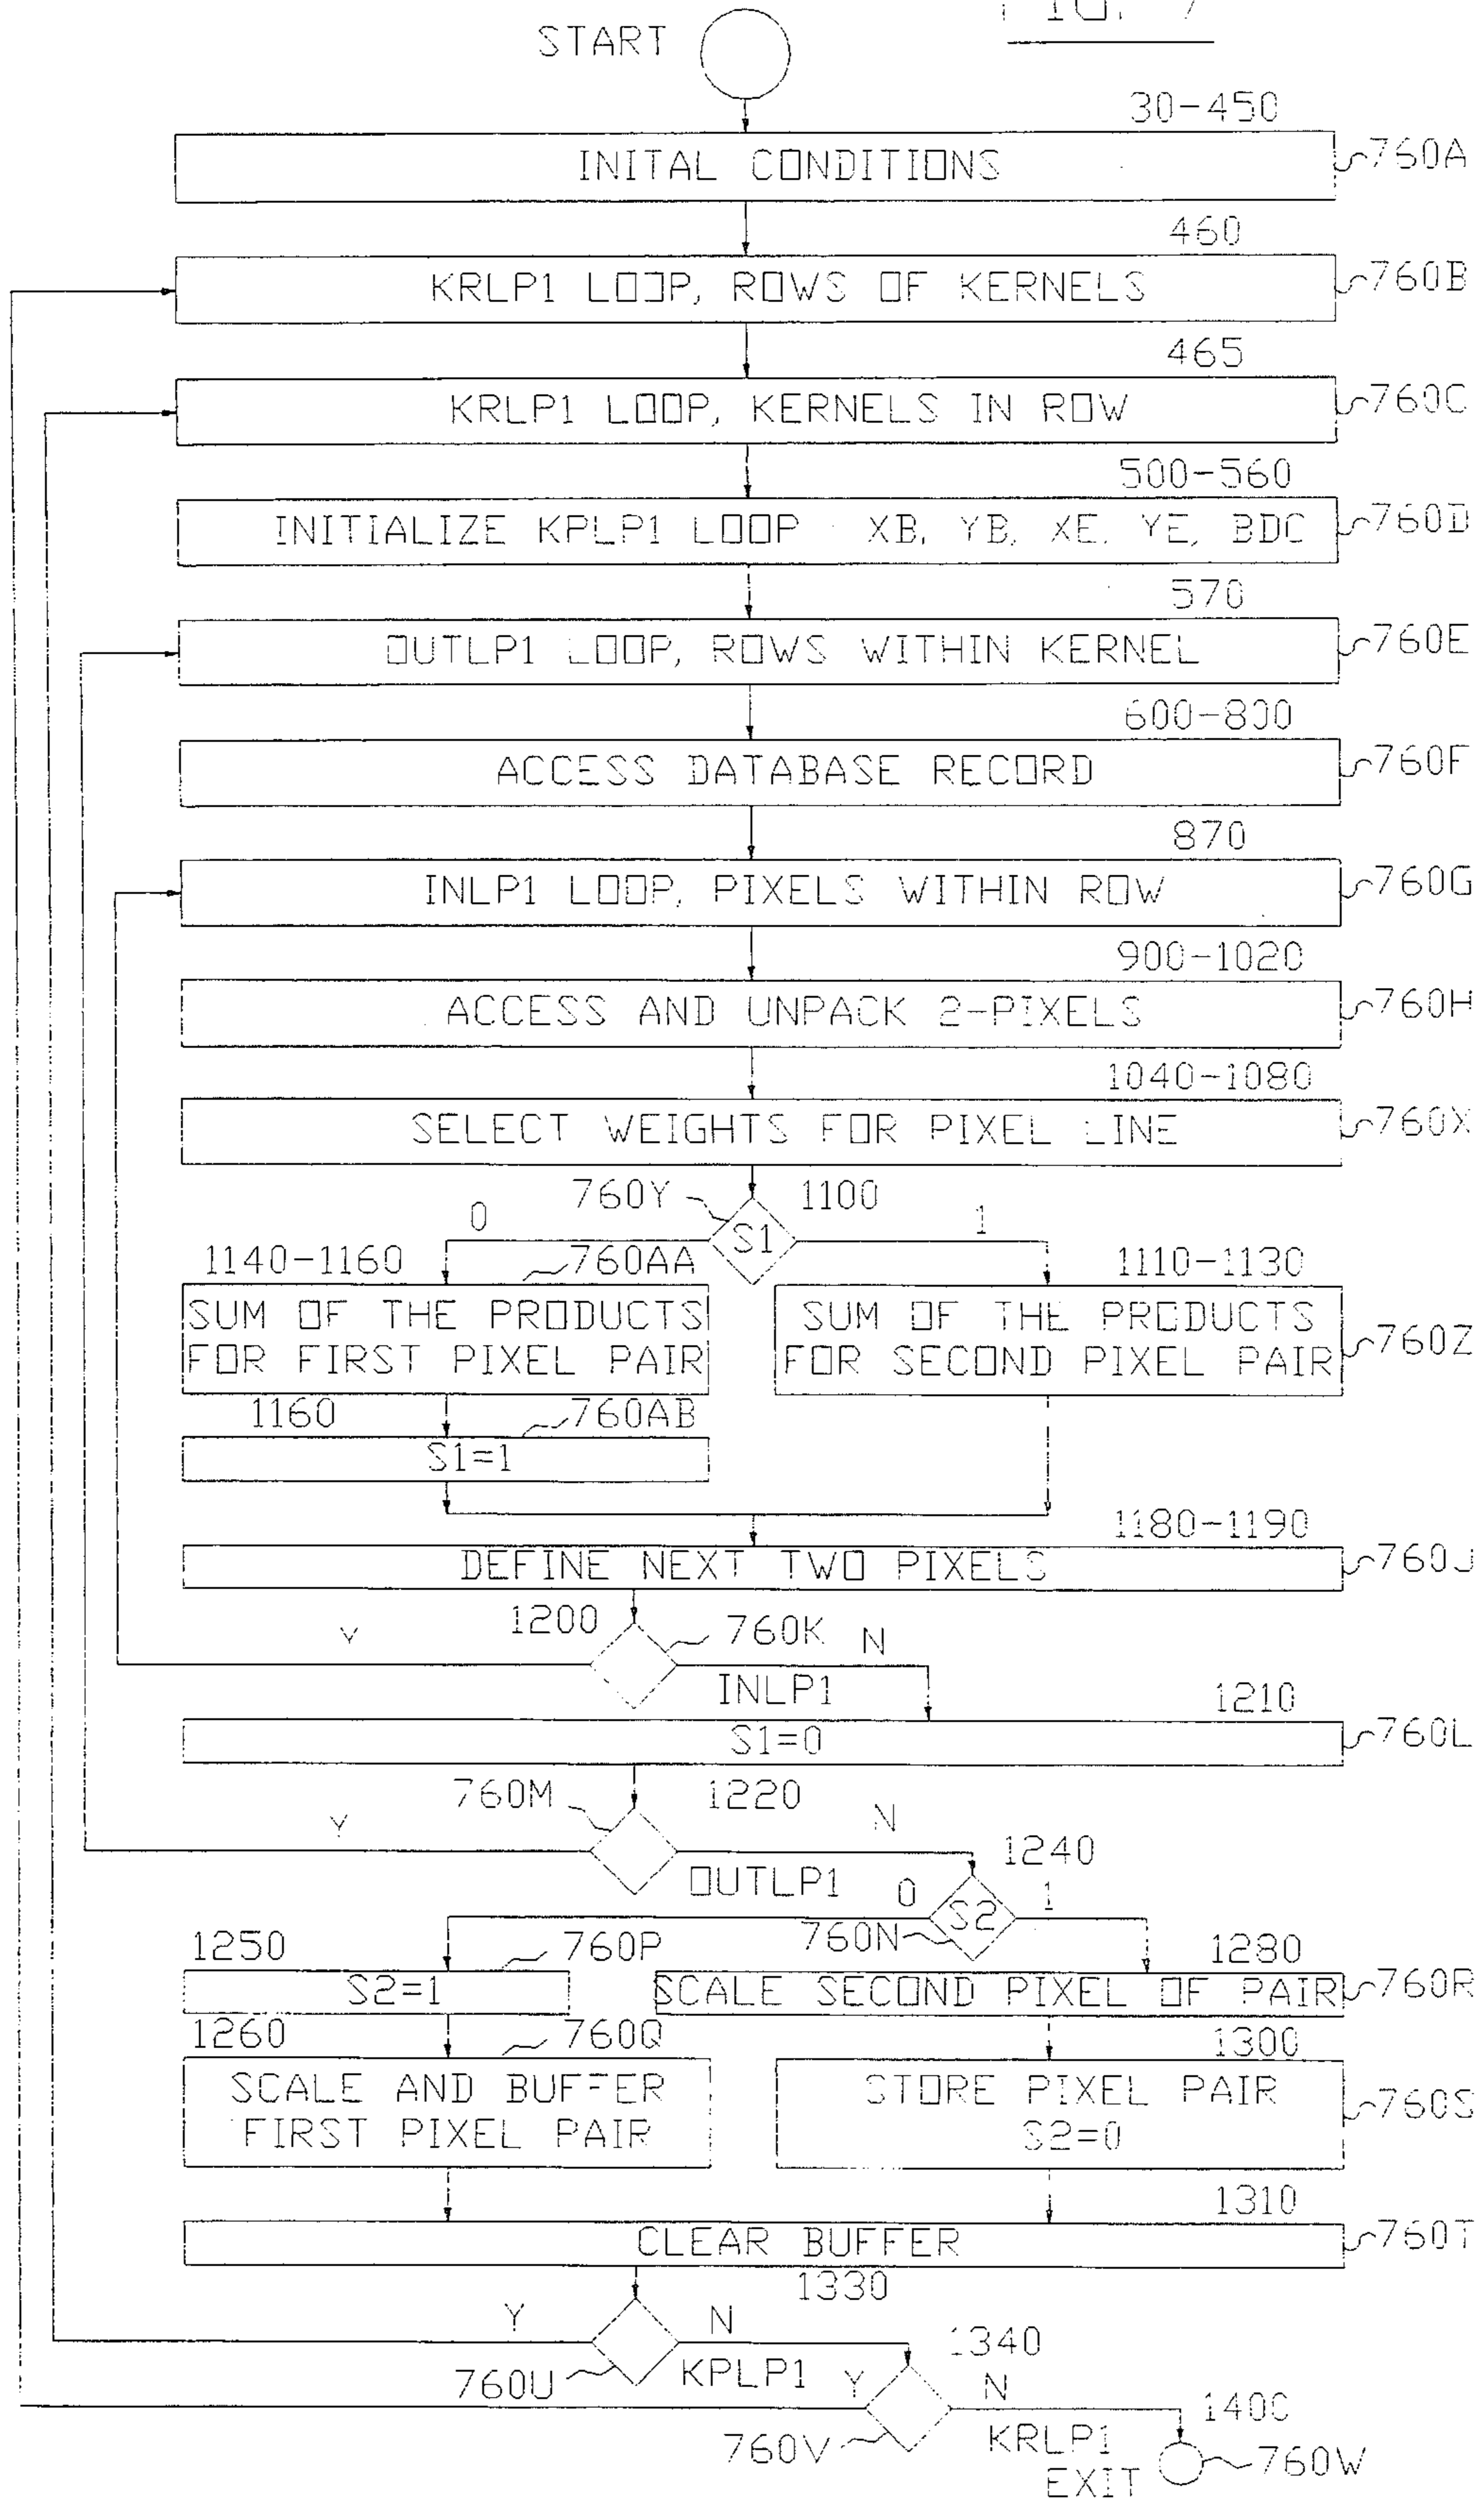 START
30-450
INITAL CONDITIONS
760A
460
KRLP1 LOOP, ROWS OF KERNELS
760B
465
KRLP1 LOOP, KERNELS IN ROW
760C
500-560
INITIALIZE KPLP1 LOOP XB, YB, XE, YE, BDC
760D
570
OUTLP1 LOOP, ROWS WITHIN KERNEL
760E
600-800
ACCESS DATABASE RECORD
760F
870
INLP1 LOOP, PIXELS WITHIN ROW
760G
900-1020
ACCESS AND UNPACK 2-PIXELS
760H
1040-1080
SELECT WEIGHTS FOR PIXEL LINE
760X
760Y
1100
0
S1
1
1140-1160
760AA
1110-1130
SUM OF THE PRODUCTS
FOR FIRST PIXEL PAIR
SUM OF THE PRODUCTS
FOR SECOND PIXEL PAIR
760Z
1160
760AB
S1=1
1180-1190
DEFINE NEXT TWO PIXELS
760J
1200
760K
Y
N
INLP1
1210
S1=0
760L
760M
1220
Y
N
OUTLP1
1240
0
S2
1
760N
1250
760P
S2=1
1280
SCALE SECOND PIXEL OF PAIR
760R
1260
760Q
SCALE AND BUFFER
FIRST PIXEL PAIR
1300
STORE PIXEL PAIR
S2=0
760S
1310
CLEAR BUFFER
760T
1330
Y
N
760U
KPLP1
1340
Y
N
760V
KRLP1
EXIT
140C
760W